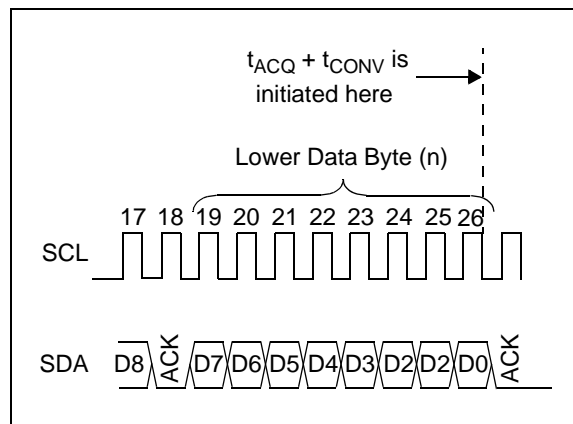 tACQ + tCONV is
initiated here
Lower Data Byte (n)
17 18 19 20 21 22 23 24 25 26
SCL
SDA D8 ACK D7 D6 D5 D4 D3 D2 D2 D0 ACK